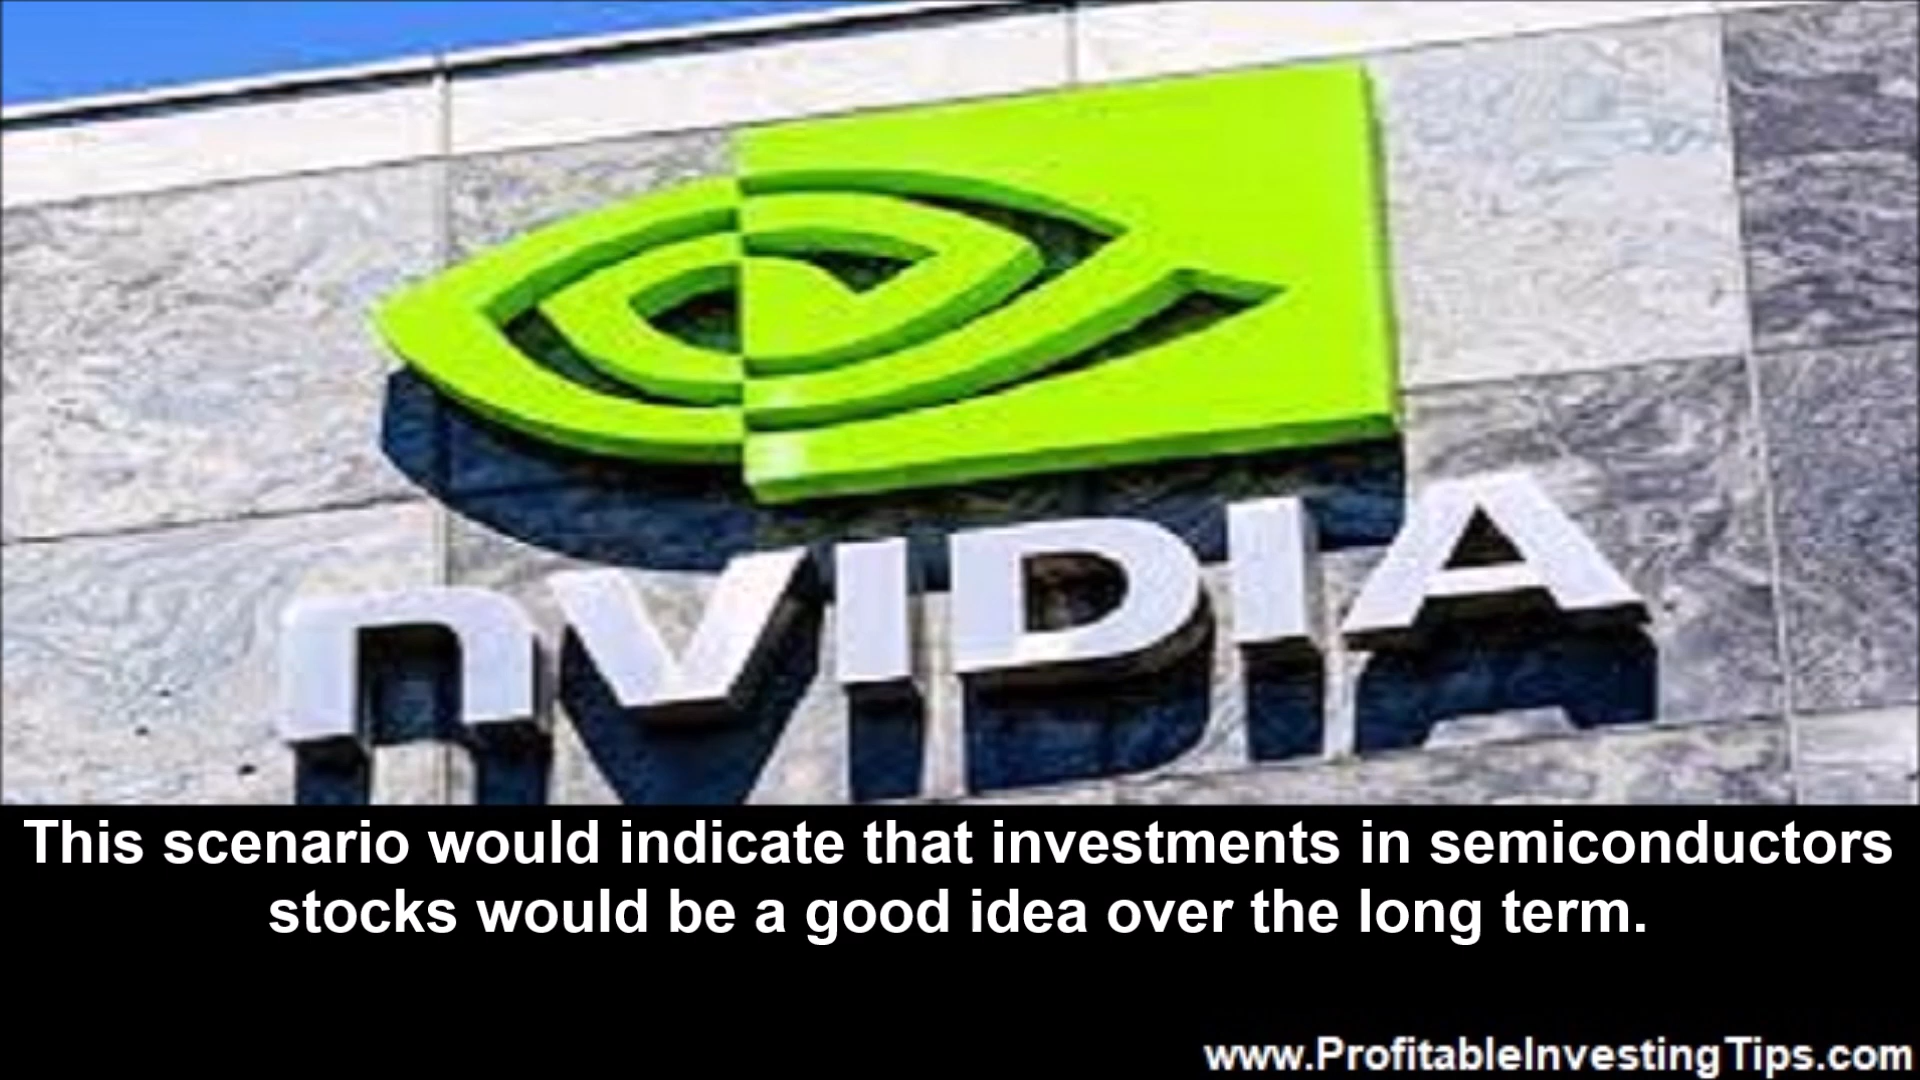 nVIDIA
This scenario would indicate that investments in semiconductors
stocks would be a good idea over the long term.
www.ProfitableInvestingTips.com